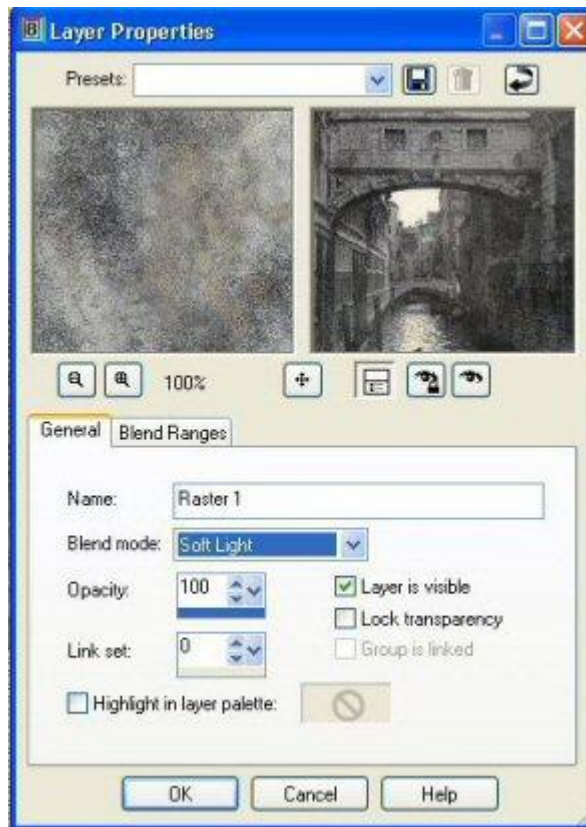 Layer Properties
Presets:
100%
General Blend Ranges
Name: Raster 1
Blend mode: Soft Light
Opacity: 100 Layer is visible
Lock transparency
Link set: 0 Group is linked
Highlight in layer palette:
OK Cancel Help